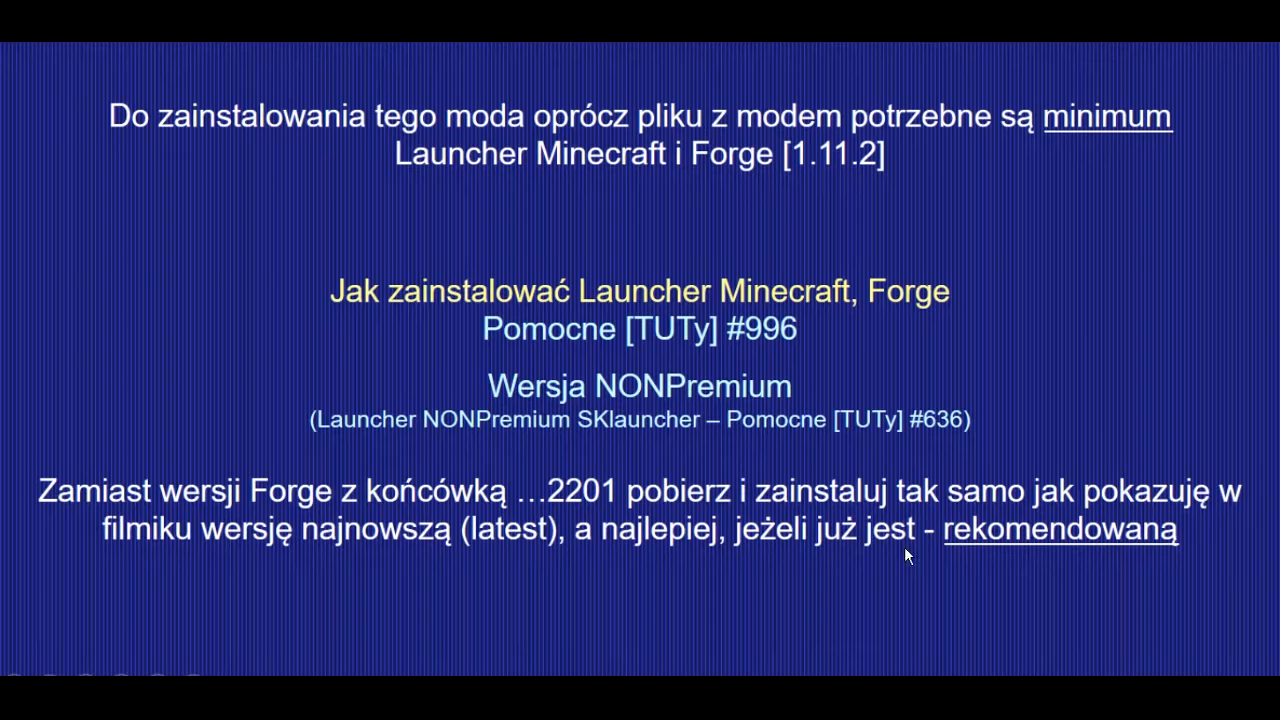 Do zainstalowania tego moda oprócz pliku z modem potrzebne są minimum
Launcher Minecraft i Forge [1.11.2]
Jak zainstalować Launcher Minecraft, Forge
Pomocne [TUTy] #996
Wersja NONPremium
(Launcher NONPremium SKlauncher – Pomocne [TUTy] #636)
Zamiast wersji Forge z końcówką …2201 pobierz i zainstaluj tak samo jak pokazuję w
filmiku wersję najnowszą (latest), a najlepiej, jeżeli już jest - rekomendowaną